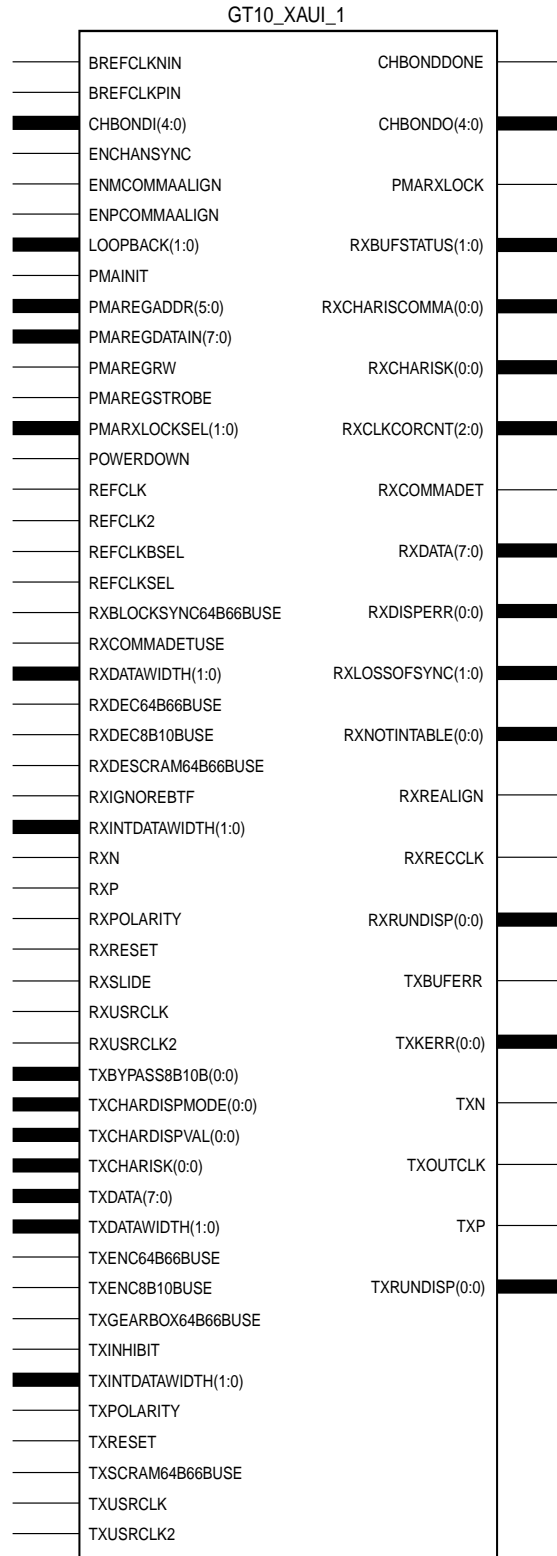 GT10_XAUI_1
BREFCLKNIN
BREFCLKPIN
CHBONDI(4:0)
ENCHANSYNC
ENMCOMMAALIGN
ENPCOMMAALIGN
LOOPBACK(1:0)
PMAINIT
PMAREGADDR(5:0)
PMAREGDATAIN(7:0)
PMAREGRW
PMAREGSTROBE
PMARXLOCKSEL(1:0)
POWERDOWN
REFCLK
REFCLK2
REFCLKBSEL
REFCLKSEL
RXBLOCKSYNC64B66BUSE
RXCOMMADETUSE
RXDATAWIDTH(1:0)
RXDEC64B66BUSE
RXDEC8B10BUSE
RXDESCRAM64B66BUSE
RXIGNOREBTF
RXINTDATAWIDTH(1:0)
RXN
RXP
RXPOLARITY
RXRESET
RXSLIDE
RXUSRCLK
RXUSRCLK2
TXBYPASS8B10B(0:0)
TXCHARDISPMODE(0:0)
TXCHARDISPVAL(0:0)
TXCHARISK(0:0)
TXDATA(7:0)
TXDATAWIDTH(1:0)
TXENC64B66BUSE
TXENC8B10BUSE
TXGEARBOX64B66BUSE
TXINHIBIT
TXINTDATAWIDTH(1:0)
TXPOLARITY
TXRESET
TXSCRAM64B66BUSE
TXUSRCLK
TXUSRCLK2
CHBONDDONE
CHBONDO(4:0)
PMARXLOCK
RXBUFSTATUS(1:0)
RXCHARISCOMMA(0:0)
RXCHARISK(0:0)
RXCLKCORCNT(2:0)
RXCOMMADET
RXDATA(7:0)
RXDISPERR(0:0)
RXLOSSOFSYNC(1:0)
RXNOTINTABLE(0:0)
RXREALIGN
RXRECCLK
RXRUNDISP(0:0)
TXBUFERR
TXKERR(0:0)
TXN
TXOUTCLK
TXP
TXRUNDISP(0:0)